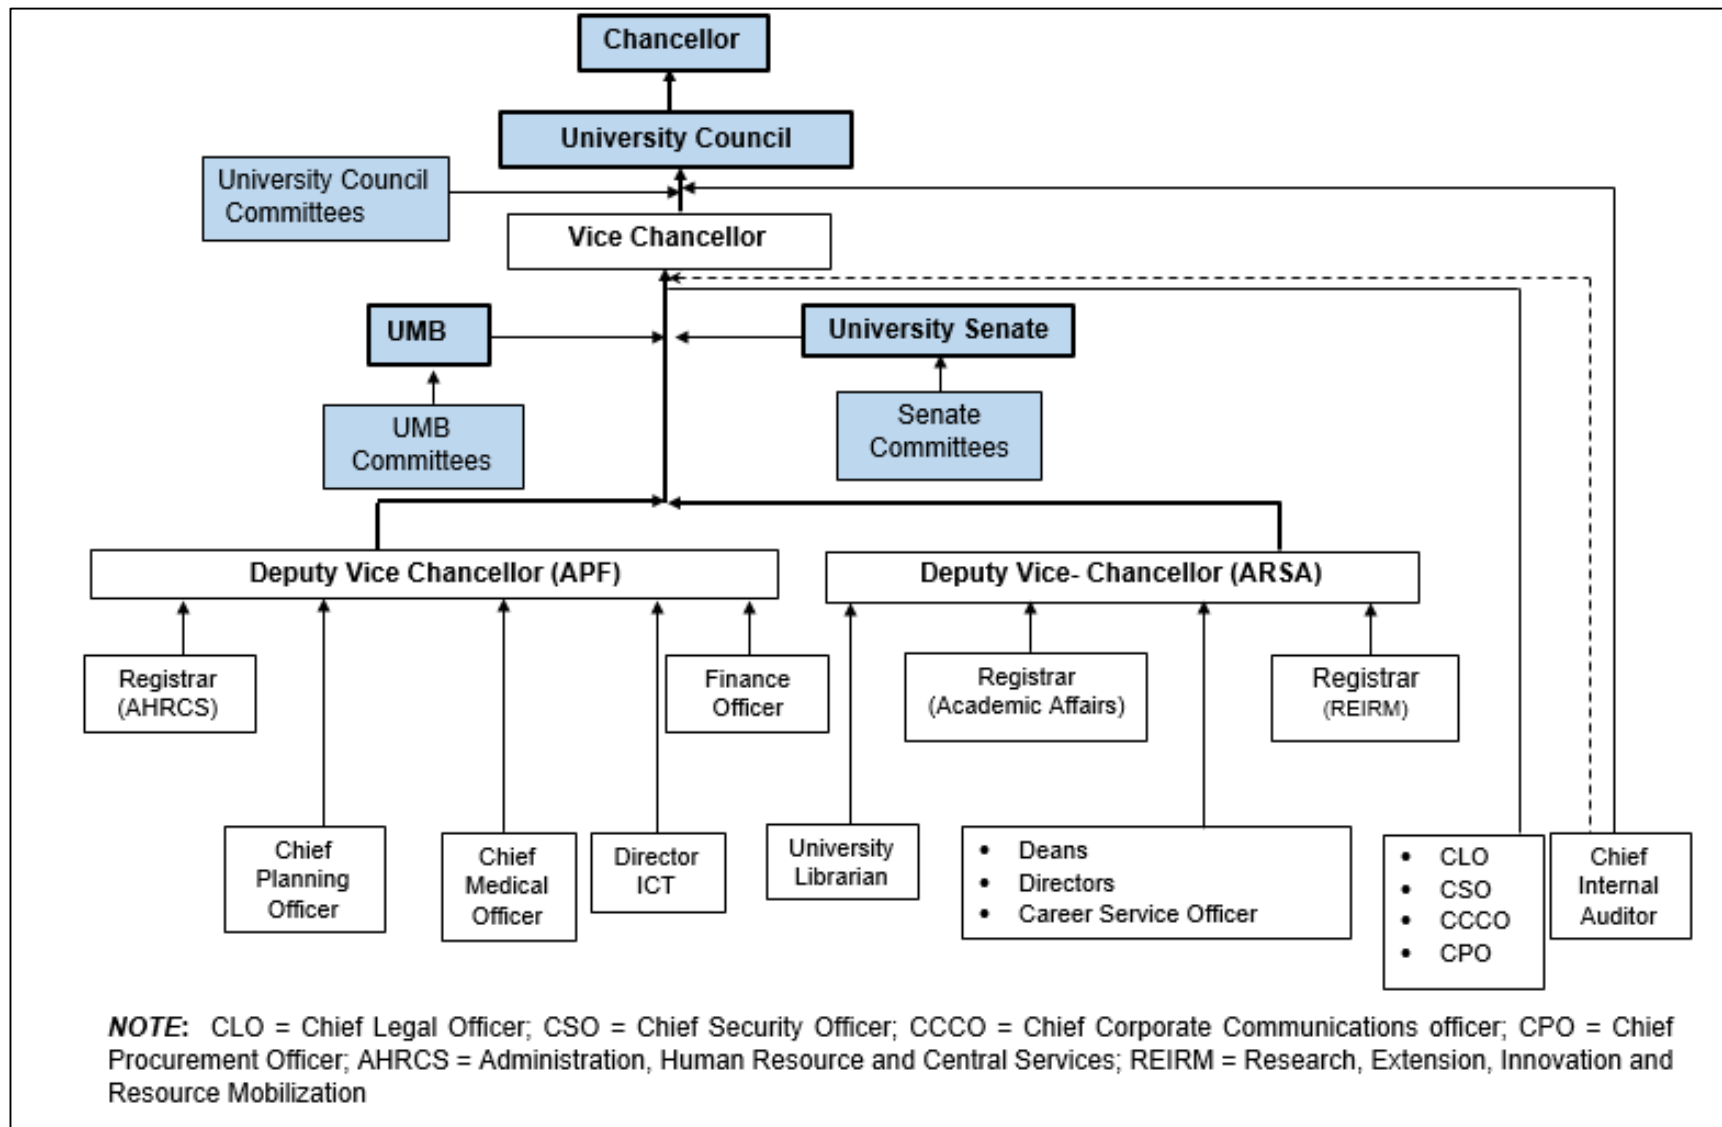 Chancellor
University Council
University Council
Committees
Vice Chancellor
UMB
University Senate
UMB
Committees
Senate
Committees
Deputy Vice Chancellor (APF)
Deputy Vice- Chancellor (ARSA)
Registrar
(AHRCS)
Finance
Officer
Registrar
(Academic Affairs)
Registrar
(REIRM)
Chief
Planning
Officer
Chief
Medical
Officer
Director
ICT
University
Librarian
• Deans
• Directors
• Career Service Officer
• CLO
• CSO
• CCCO
• CPO
Chief
Internal
Auditor
NOTE: CLO = Chief Legal Officer; CSO = Chief Security Officer; CCCO = Chief Corporate Communications officer; CPO = Chief
Procurement Officer; AHRCS = Administration, Human Resource and Central Services; REIRM = Research, Extension, Innovation and
Resource Mobilization